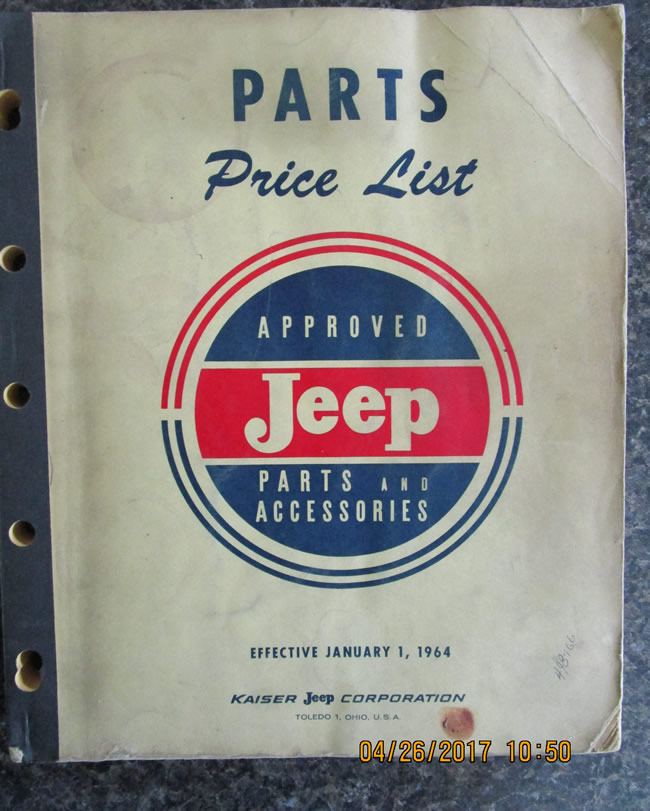 PARTS
Price List
APPROVED
Jeep
PARTS AND
ACCESSORIES
EFFECTIVE JANUARY 1, 1964
KAISER Jeep CORPORATION
TOLEDO 1, OHIO, U.S.A.
04/26/2017 10:50